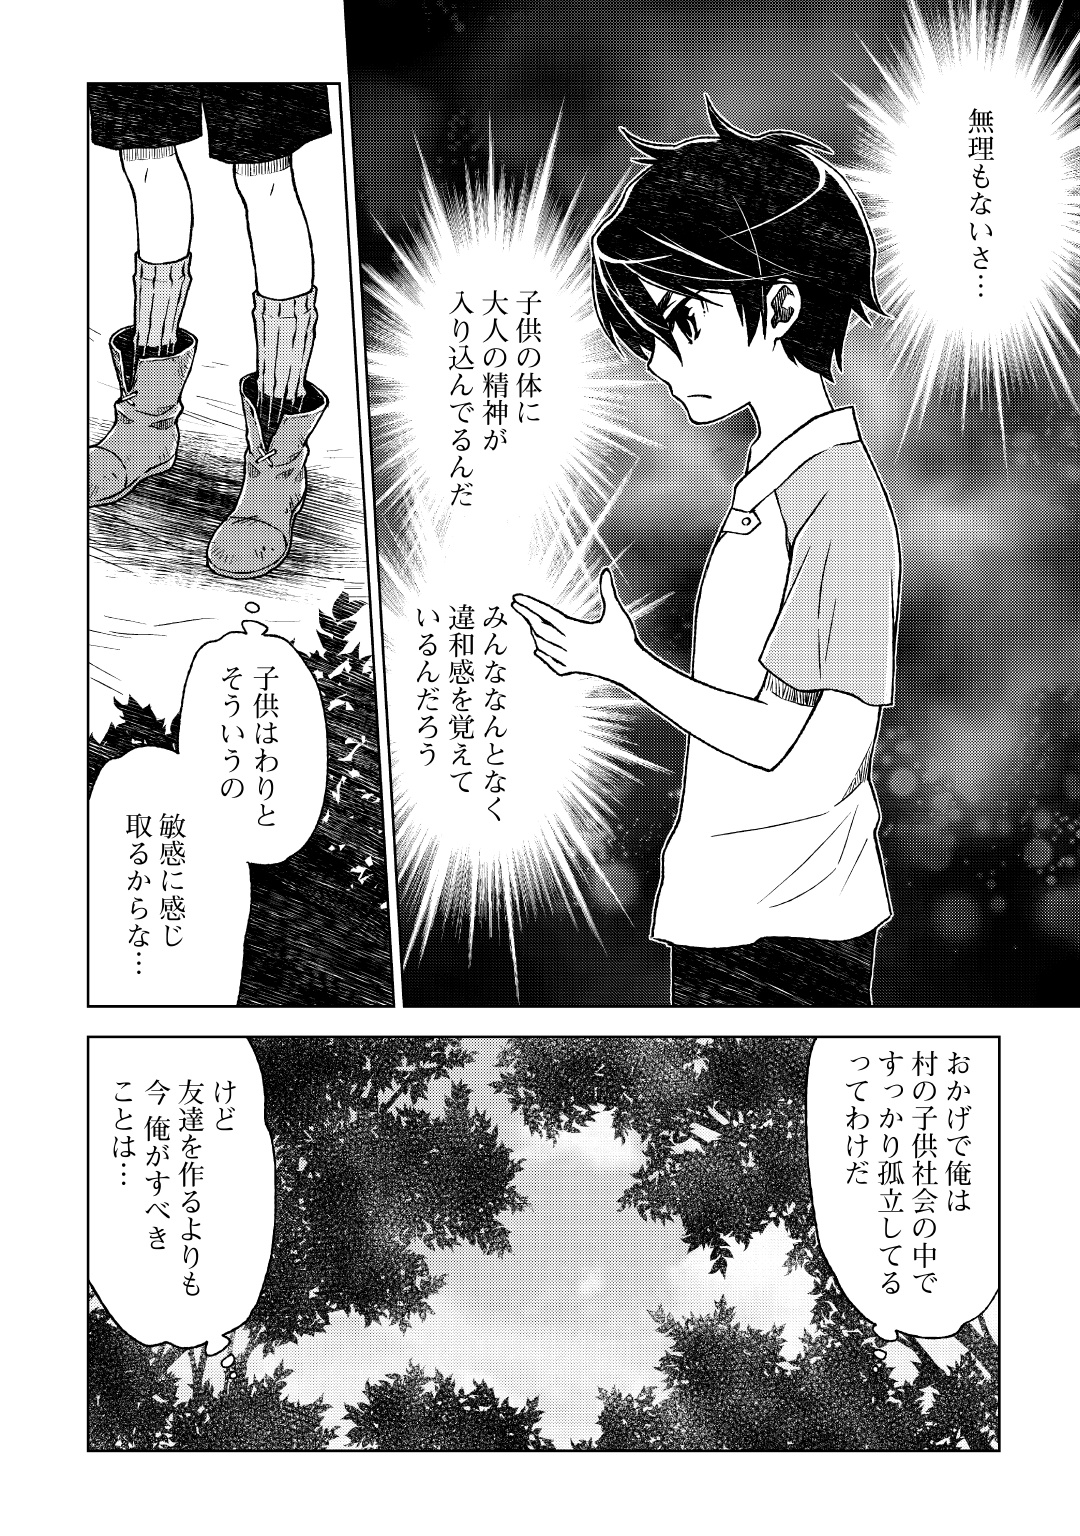 無理もないさ…
子供の体に
大人の精神が
入り込んでるんだ
みんななんとなく
違和感を覚えて
いるんだろう
子供はわりと
そういうの
敏感に感じ
取るからな…
おかげで俺は
村の子供社会の中で
すっかり孤立してる
ってわけだ
けど
友達を作るよりも
今 俺がすべき
ことは…